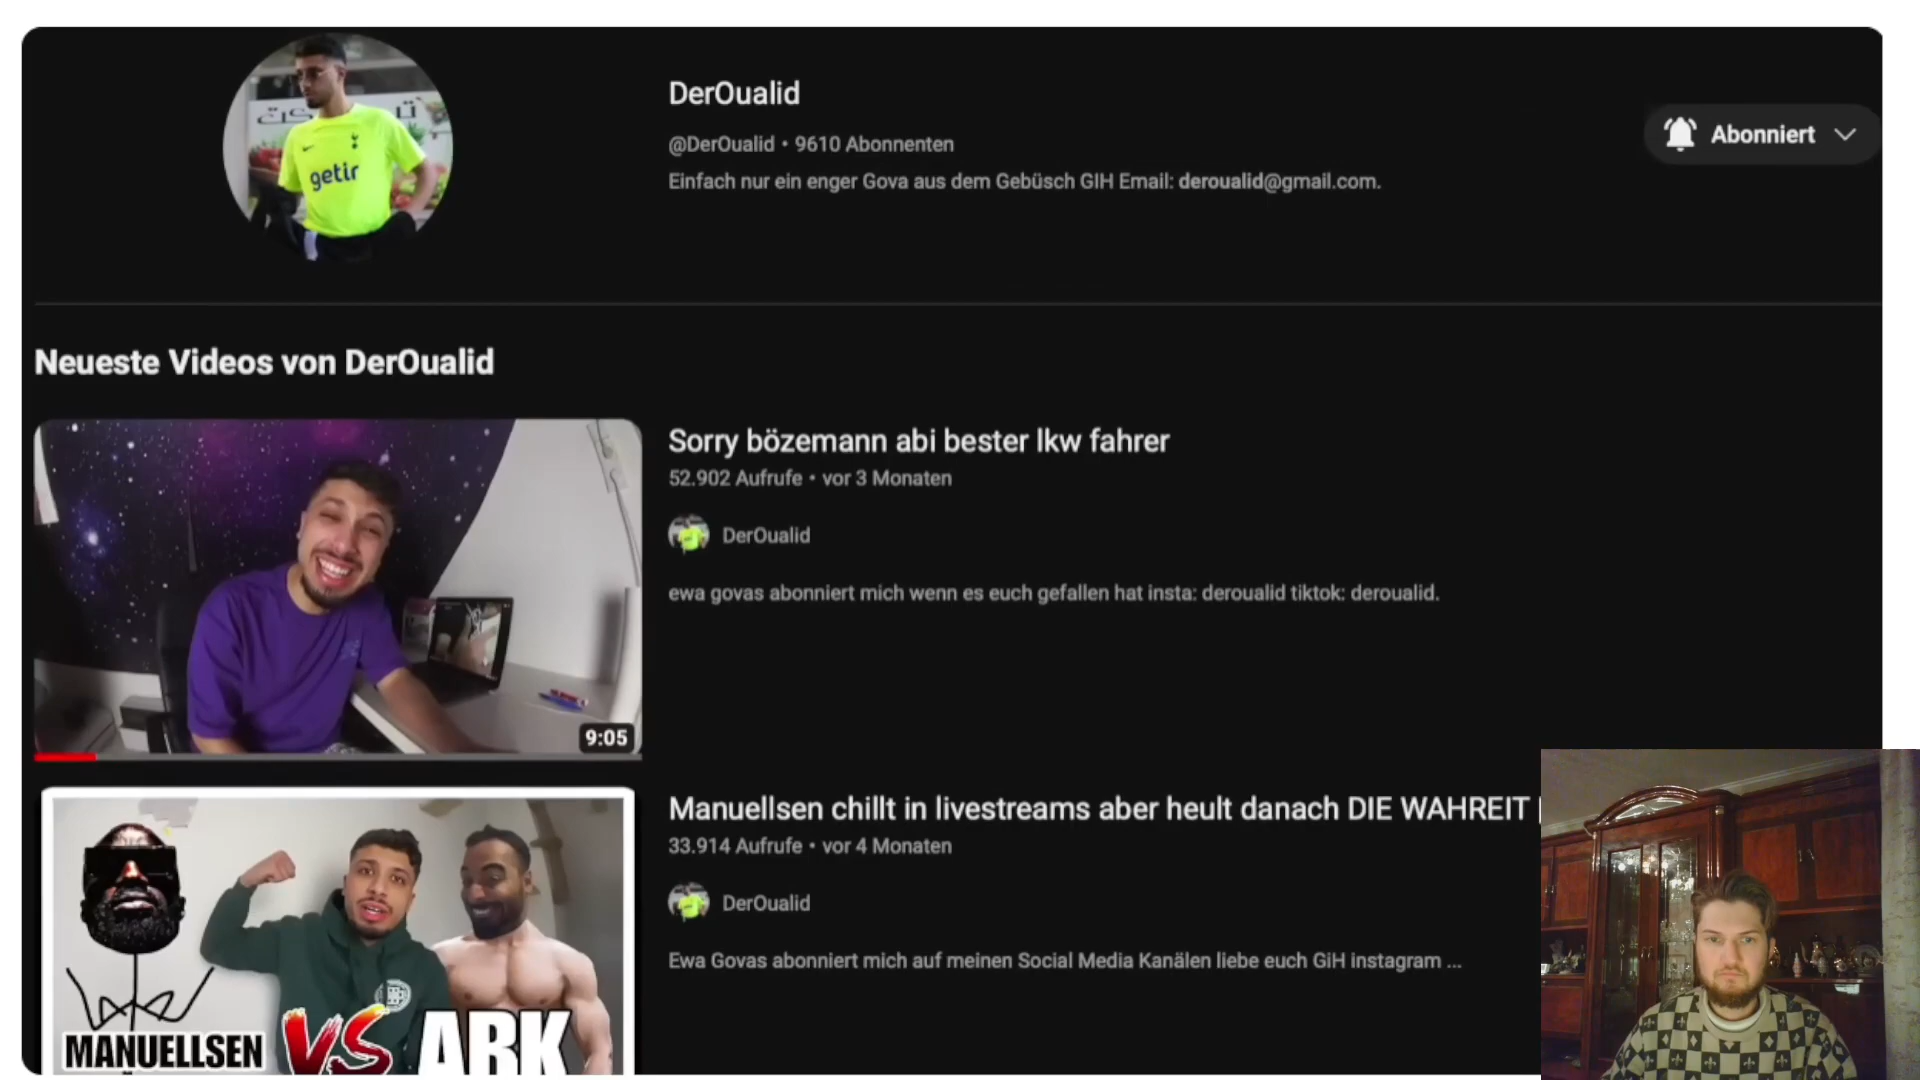 DerOualid
@DerOualid • 9610 Abonnenten
Einfach nur ein enger Gova aus dem Gebüsch GIH Email: deroualid@gmail.com.
Abonniert
getir
Neueste Videos von DerOualid
Sorry bözemann abi bester lkw fahrer
52.902 Aufrufe • vor 3 Monaten
DerOualid
ewa govas abonniert mich wenn es euch gefallen hat insta: deroualid tiktok: deroualid.
9:05
Manuellsen chillt in livestreams aber heult danach DIE WAHREIT
33.914 Aufrufe • vor 4 Monaten
DerOualid
Ewa Govas abonniert mich auf meinen Social Media Kanälen liebe euch GiH instagram ...
MANUELLSEN VS ARK